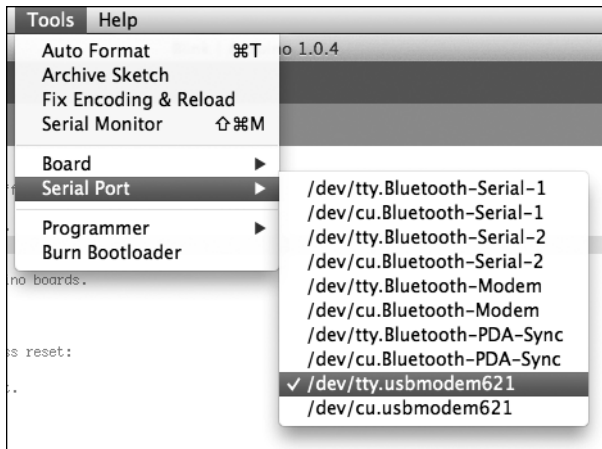 Tools Help
Auto Format ⌘T no 1.0.4
Archive Sketch
Fix Encoding & Reload
Serial Monitor ⇧⌘M
Board ▶
Serial Port ▶
/dev/tty.Bluetooth-Serial-1
/dev/cu.Bluetooth-Serial-1
Programmer ▶
/dev/tty.Bluetooth-Serial-2
Burn Bootloader
/dev/cu.Bluetooth-Serial-2
no boards.
/dev/tty.Bluetooth-Modem
/dev/cu.Bluetooth-Modem
/dev/tty.Bluetooth-PDA-Sync
ss reset:
/dev/cu.Bluetooth-PDA-Sync
✓ /dev/tty.usbmodem621
/dev/cu.usbmodem621